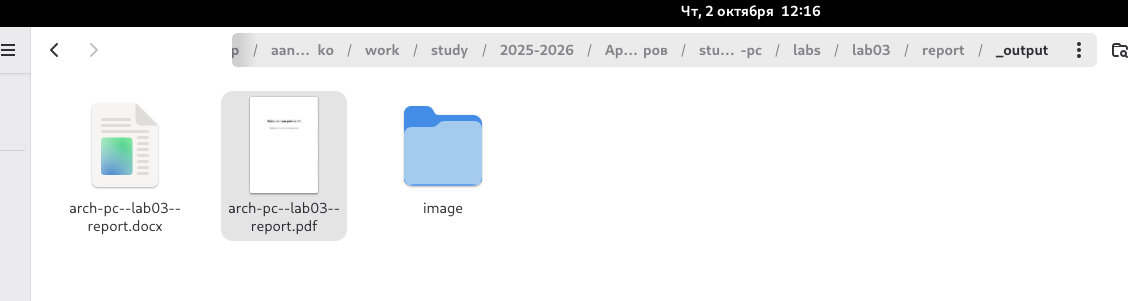 Чт, 2 октября 12:16
р / aan... ko / work / study / 2025-2026 / Ap... ров / stu... -pc / labs / lab03 / report / _output
arch-pc--lab03--
report.docx
arch-pc--lab03--
report.pdf
image